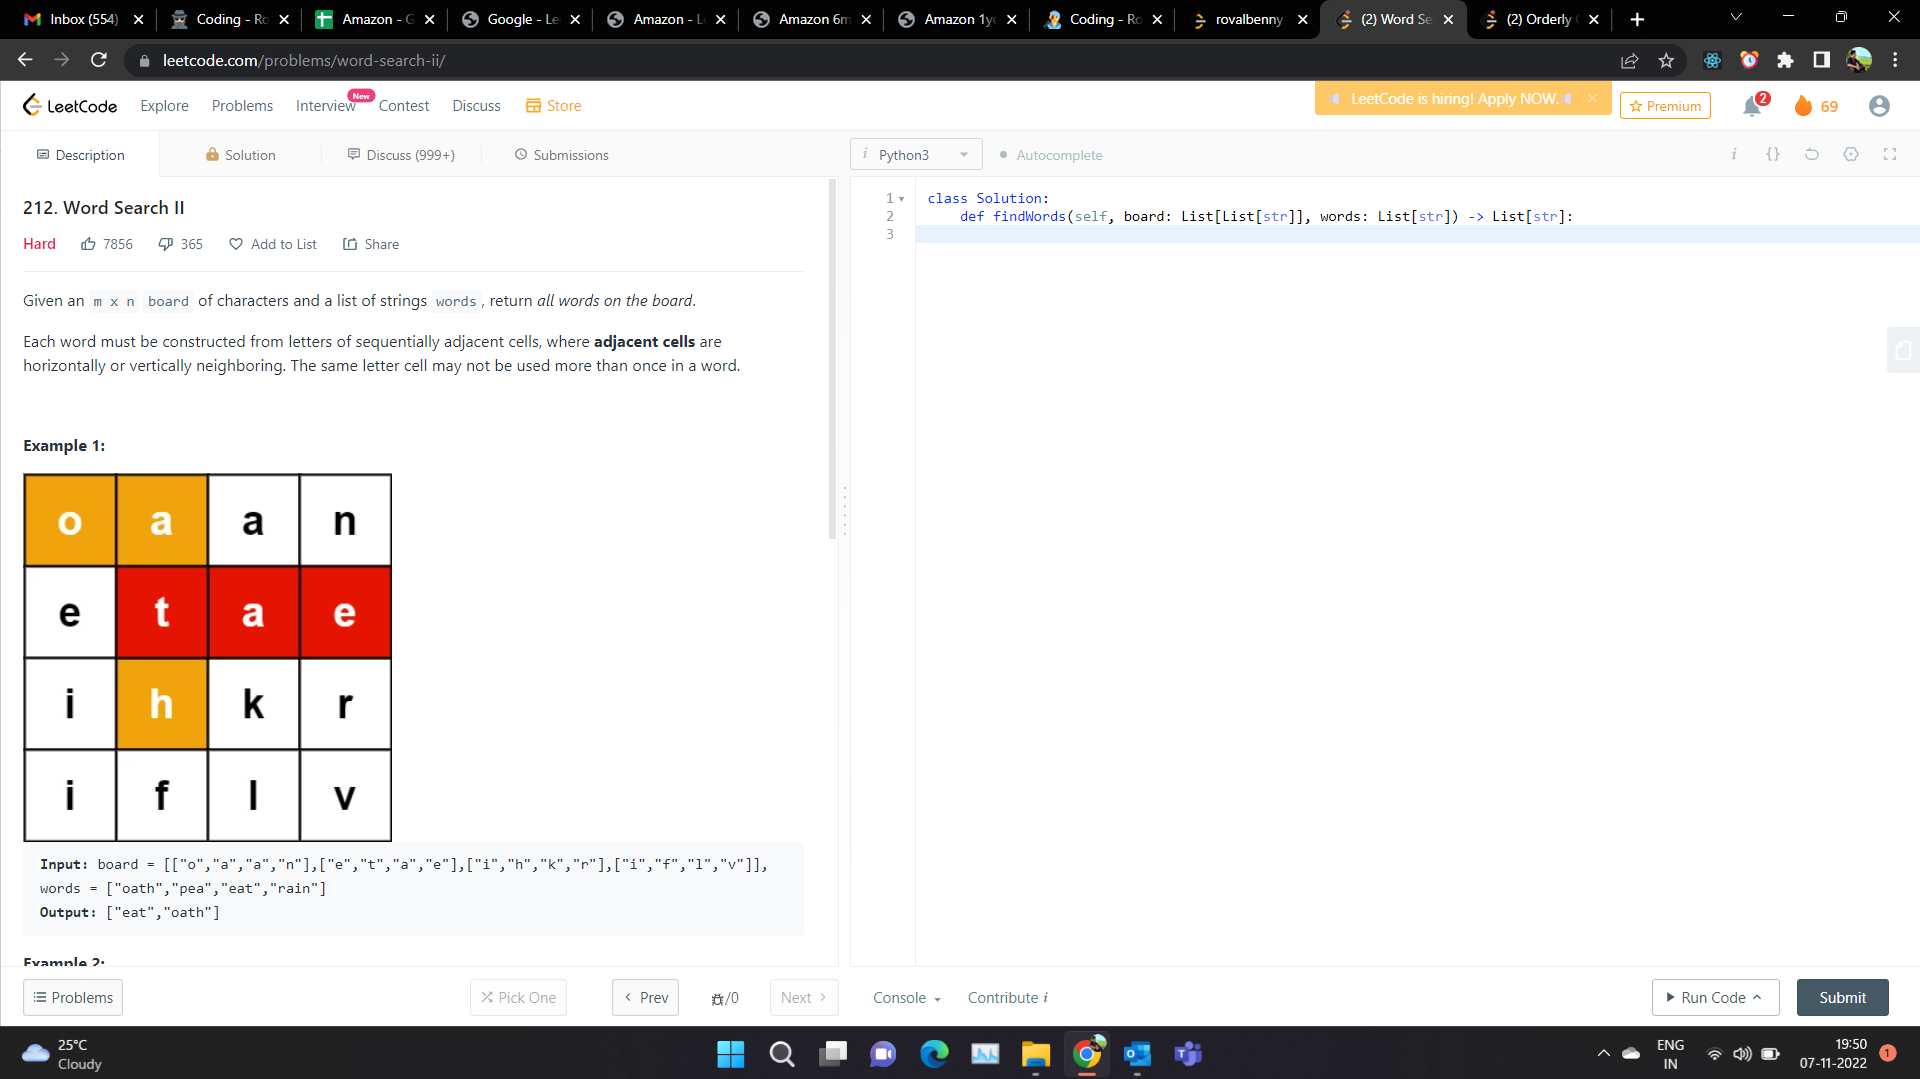 Inbox (554)
Coding - Ro
Amazon - G
Google - Le
Amazon - L
Amazon 6m
Amazon 1ye
Coding - Ro
rovalbenny
(2) Word Se
(2) Orderly
leetcode.com/problems/word-search-ii/
LeetCode
Explore
Problems
Interview
New
Contest
Discuss
Store
LeetCode is hiring! Apply NOW.
Premium
2
69
Description
Solution
Discuss (999+)
Submissions
i Python3
Autocomplete
i {}
212. Word Search II
Hard 7856 365 Add to List Share
Given an m x n board of characters and a list of strings words, return all words on the board.
Each word must be constructed from letters of sequentially adjacent cells, where adjacent cells are
horizontally or vertically neighboring. The same letter cell may not be used more than once in a word.
Example 1:
o a a n
e t a e
i h k r
i f l v
Input: board = [["o","a","a","n"],["e","t","a","e"],["i","h","k","r"],["i","f","l","v"]],
words = ["oath","pea","eat","rain"]
Output: ["eat","oath"]
Example 2:
1 class Solution:
2 def findWords(self, board: List[List[str]], words: List[str]) -> List[str]:
3
Problems
Pick One
Prev
/0
Next
Console
Contribute i
Run Code
Submit
25°C
Cloudy
ENG
IN
19:50
07-11-2022
1